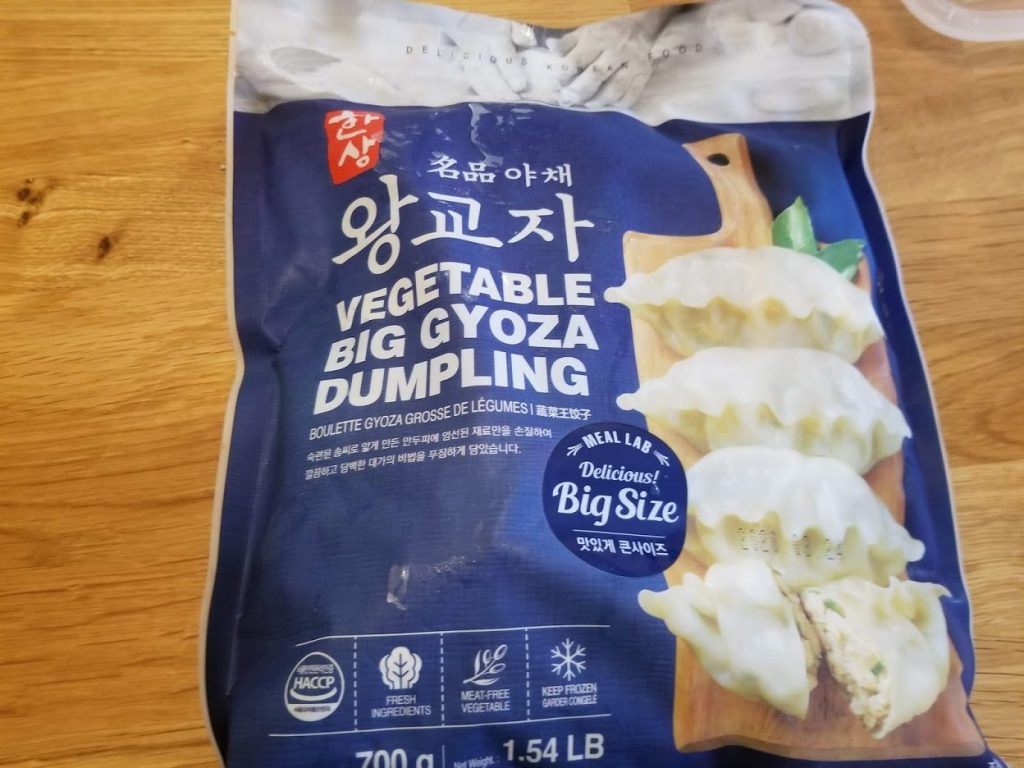 DELICIOUS KOREAN FOOD
한상
名品 야채
왕교자
VEGETABLE
BIG GYOZA
DUMPLING
BOULETTE GYOZA GROSSE DE LÉGUMES | 蔬菜王饺子
숙련된 솜씨로 얇게 만든 만두피에 엄선된 재료만을 손질하여
깔끔하고 담백한 대가의 비법을 푸짐하게 담았습니다.
MEAL LAB
Delicious!
Big Size
맛있게 큰사이즈
HACCP
FRESH
INGREDIENTS
MEAT-FREE
VEGETABLE
KEEP FROZEN
GARDER CONGELÉ
700 g Net Weight : 1.54 LB